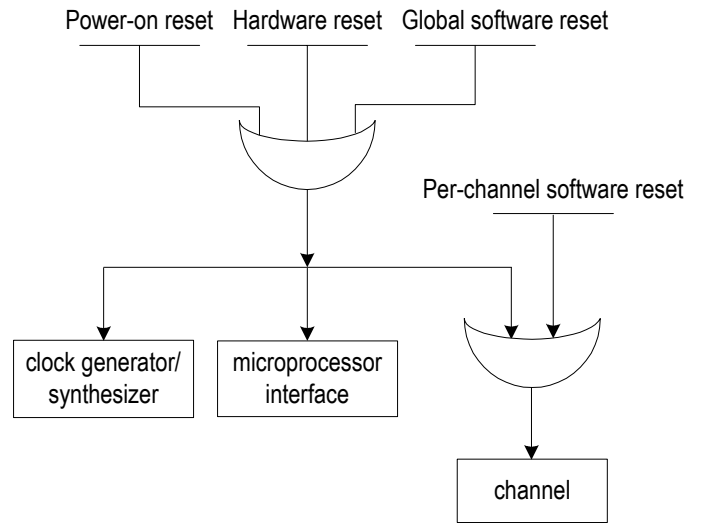 Power-on reset
Hardware reset
Global software reset
Per-channel software reset
clock generator/
synthesizer
microprocessor
interface
channel